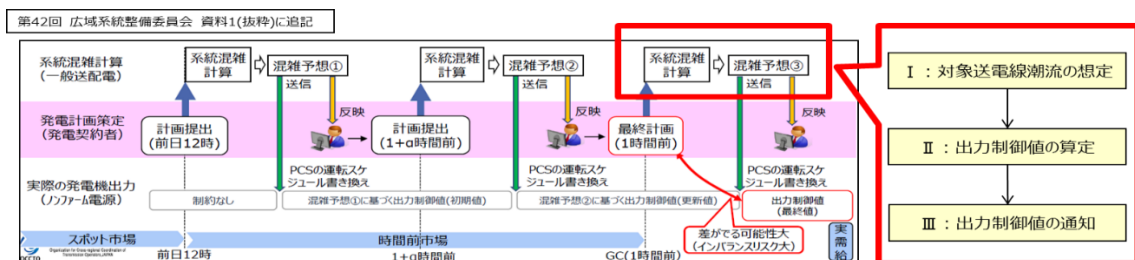 第42回 広域系統整備委員会 資料1(抜粋)に追記
系統混雑計算
(一般送配電)
系統混雑
計算
混雑予想①
送信
反映
系統混雑
計算
混雑予想②
送信
反映
系統混雑
計算
混雑予想③
送信
反映
発電計画策定
(発電契約者)
計画提出
(前日12時)
計画提出
(1+α時間前)
最終計画
(1時間前)
実際の発電機出力
(ノンファーム電源)
PCSの運転スケ
ジュール書き換え
PCSの運転スケ
ジュール書き換え
PCSの運転スケ
ジュール書き換え
制約なし
混雑予想①に基づく出力制御値(初期値)
混雑予想②に基づく出力制御値(更新値)
出力制御値
(最終値)
差がでる可能性大
(インバランスリスク大)
スポット市場
時間前市場
実需給
Organization for Cross-regional Coordination of
Transmission Operators, JAPAN
前日12時
1+α時間前
GC(1時間前)
Ⅰ：対象送電線潮流の想定
Ⅱ：出力制御値の算定
Ⅲ：出力制御値の通知